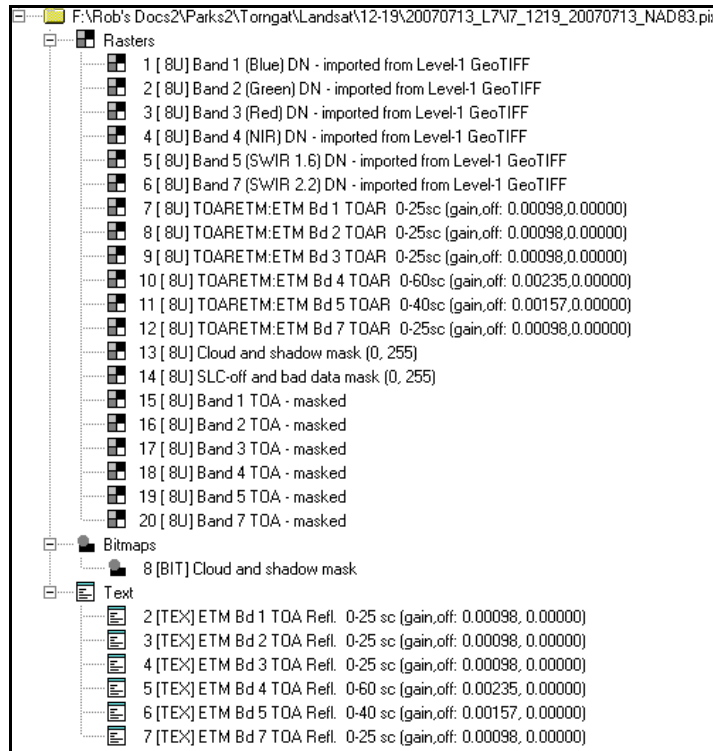 F:\Rob's Docs2\Parks2\Torngat\Landsat\12-19\20070713_L7\l7_1219_20070713_NAD83.pix
Rasters
1 [ 8U] Band 1 (Blue) DN - imported from Level-1 GeoTIFF
2 [ 8U] Band 2 (Green) DN - imported from Level-1 GeoTIFF
3 [ 8U] Band 3 (Red) DN - imported from Level-1 GeoTIFF
4 [ 8U] Band 4 (NIR) DN - imported from Level-1 GeoTIFF
5 [ 8U] Band 5 (SWIR 1.6) DN - imported from Level-1 GeoTIFF
6 [ 8U] Band 7 (SWIR 2.2) DN - imported from Level-1 GeoTIFF
7 [ 8U] TOARETM:ETM Bd 1 TOAR 0-25sc (gain,off: 0.00098,0.00000)
8 [ 8U] TOARETM:ETM Bd 2 TOAR 0-25sc (gain,off: 0.00098,0.00000)
9 [ 8U] TOARETM:ETM Bd 3 TOAR 0-25sc (gain,off: 0.00098,0.00000)
10 [ 8U] TOARETM:ETM Bd 4 TOAR 0-60sc (gain,off: 0.00235,0.00000)
11 [ 8U] TOARETM:ETM Bd 5 TOAR 0-40sc (gain,off: 0.00157,0.00000)
12 [ 8U] TOARETM:ETM Bd 7 TOAR 0-25sc (gain,off: 0.00098,0.00000)
13 [ 8U] Cloud and shadow mask (0, 255)
14 [ 8U] SLC-off and bad data mask (0, 255)
15 [ 8U] Band 1 TOA - masked
16 [ 8U] Band 2 TOA - masked
17 [ 8U] Band 3 TOA - masked
18 [ 8U] Band 4 TOA - masked
19 [ 8U] Band 5 TOA - masked
20 [ 8U] Band 7 TOA - masked
Bitmaps
8 [BIT] Cloud and shadow mask
Text
2 [TEX] ETM Bd 1 TOA Refl. 0-25 sc (gain,off: 0.00098, 0.00000)
3 [TEX] ETM Bd 2 TOA Refl. 0-25 sc (gain,off: 0.00098, 0.00000)
4 [TEX] ETM Bd 3 TOA Refl. 0-25 sc (gain,off: 0.00098, 0.00000)
5 [TEX] ETM Bd 4 TOA Refl. 0-60 sc (gain,off: 0.00235, 0.00000)
6 [TEX] ETM Bd 5 TOA Refl. 0-40 sc (gain,off: 0.00157, 0.00000)
7 [TEX] ETM Bd 7 TOA Refl. 0-25 sc (gain,off: 0.00098, 0.00000)